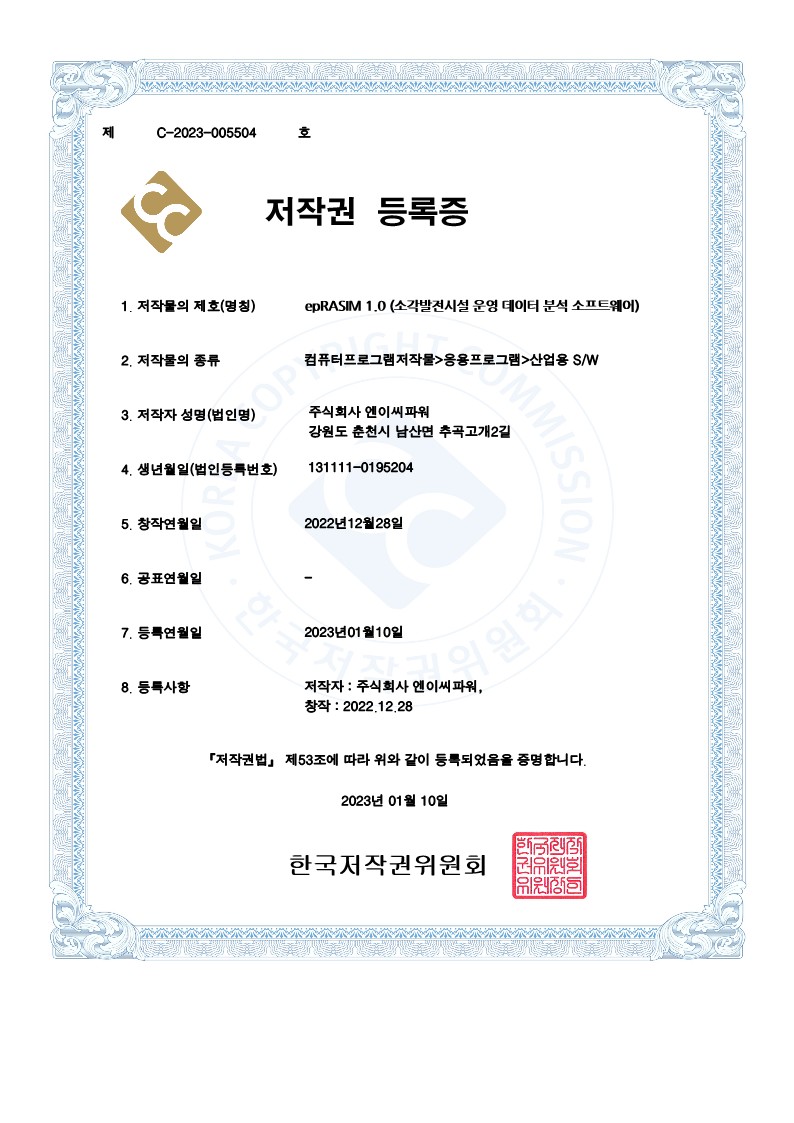 제 C-2023-005504 호
저작권 등록증
1. 저작물의 제호(명칭) epRASIM 1.0 (소각발전시설 운영 데이터 분석 소프트웨어)
2. 저작물의 종류 컴퓨터프로그램저작물>응용프로그램>산업용 S/W
3. 저작자 성명(법인명) 주식회사 엔이씨파워
강원도 춘천시 남산면 추곡고개2길
4. 생년월일(법인등록번호) 131111-0195204
5. 창작연월일 2022년12월28일
6. 공표연월일 -
7. 등록연월일 2023년01월10일
8. 등록사항 저작자 : 주식회사 엔이씨파워,
창작 : 2022.12.28
『저작권법』 제53조에 따라 위와 같이 등록되었음을 증명합니다.
2023년 01월 10일
한국저작권위원회
KOREA COPYRIGHT COMMISSION
한국저작권위원회